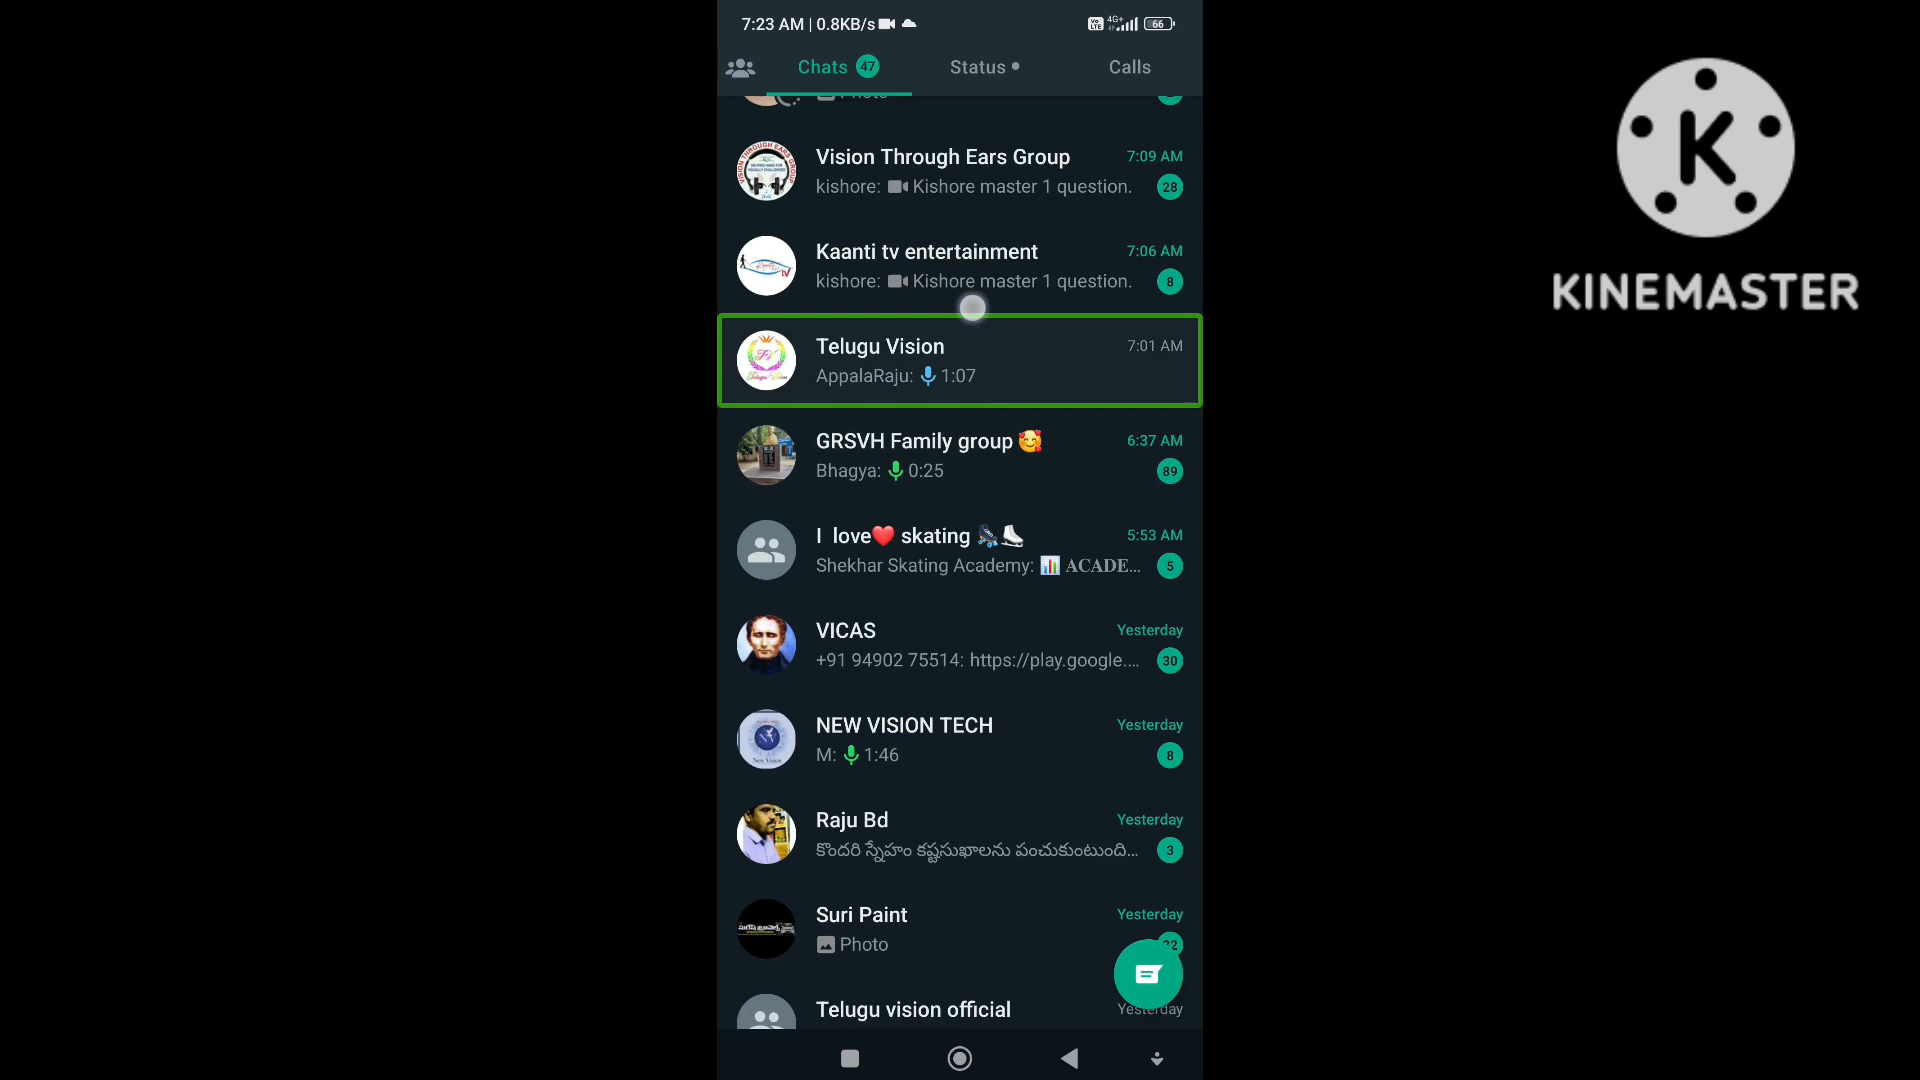 7:23 AM | 0.8KB/s
Vo LTE 4G+ 66
Chats 47
Status
Calls
Photo
Vision Through Ears Group 7:09 AM
kishore: Kishore master 1 question. 28
Kaanti tv entertainment 7:06 AM
kishore: Kishore master 1 question. 8
Telugu Vision 7:01 AM
AppalaRaju: 1:07
GRSVH Family group 🥰 6:37 AM
Bhagya: 0:25 89
I love❤️ skating 🛼⛸️ 5:53 AM
Shekhar Skating Academy: 📊 ACADE... 5
VICAS Yesterday
+91 94902 75514: https://play.google.... 30
NEW VISION TECH Yesterday
M: 1:46 8
Raju Bd Yesterday
కొందరి స్నేహం కష్టసుఖాలను పంచుకుంటుంది... 3
Suri Paint Yesterday
Photo
Telugu vision official Yesterday
K
KINEMASTER